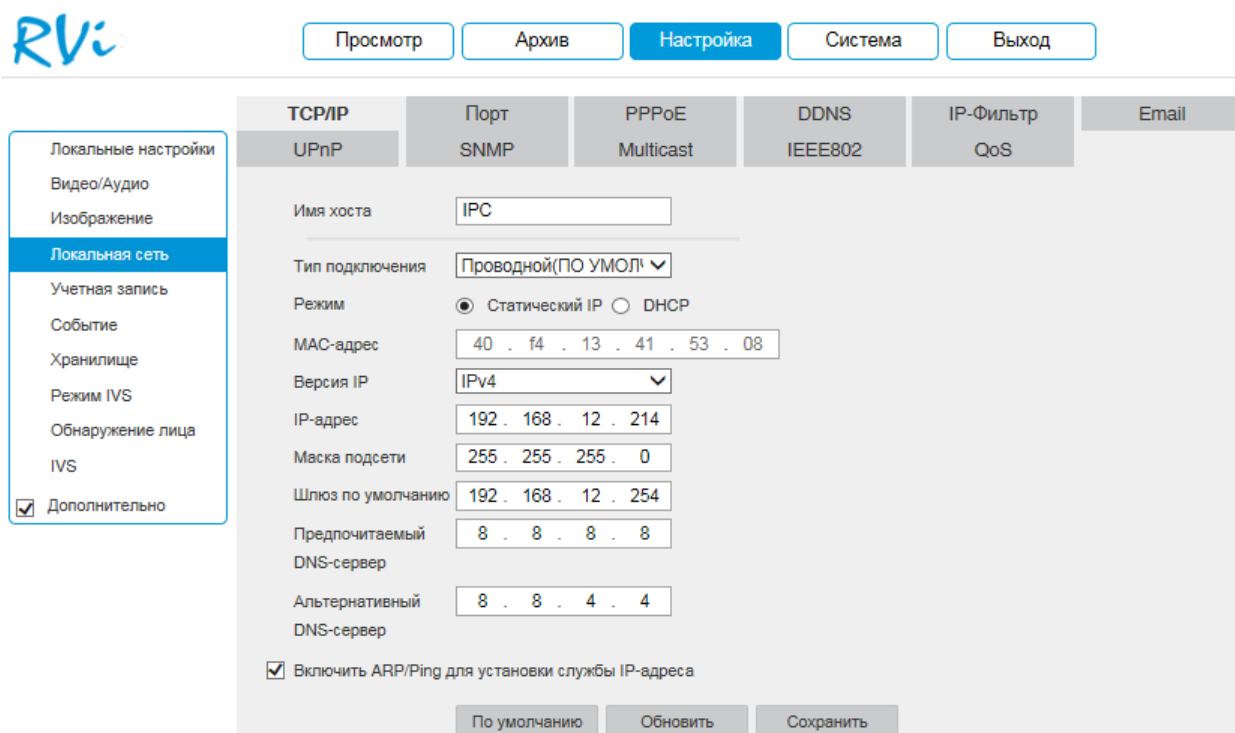 RVi
Просмотр Архив Настройка Система Выход
TCP/IP Порт PPPoE DDNS IP-Фильтр Email
UPnP SNMP Multicast IEEE802 QoS
Локальные настройки
Видео/Аудио
Изображение
Локальная сеть
Учетная запись
Событие
Хранилище
Режим IVS
Обнаружение лица
IVS
Дополнительно
Имя хоста IPC
Тип подключения Проводной(ПО УМОЛЧ
Режим Статический IP DHCP
MAC-адрес 40 . f4 . 13 . 41 . 53 . 08
Версия IP IPv4
IP-адрес 192 . 168 . 12 . 214
Маска подсети 255 . 255 . 255 . 0
Шлюз по умолчанию 192 . 168 . 12 . 254
Предпочитаемый 8 . 8 . 8 . 8
DNS-сервер
Альтернативный 8 . 8 . 4 . 4
DNS-сервер
Включить ARP/Ping для установки службы IP-адреса
По умолчанию Обновить Сохранить